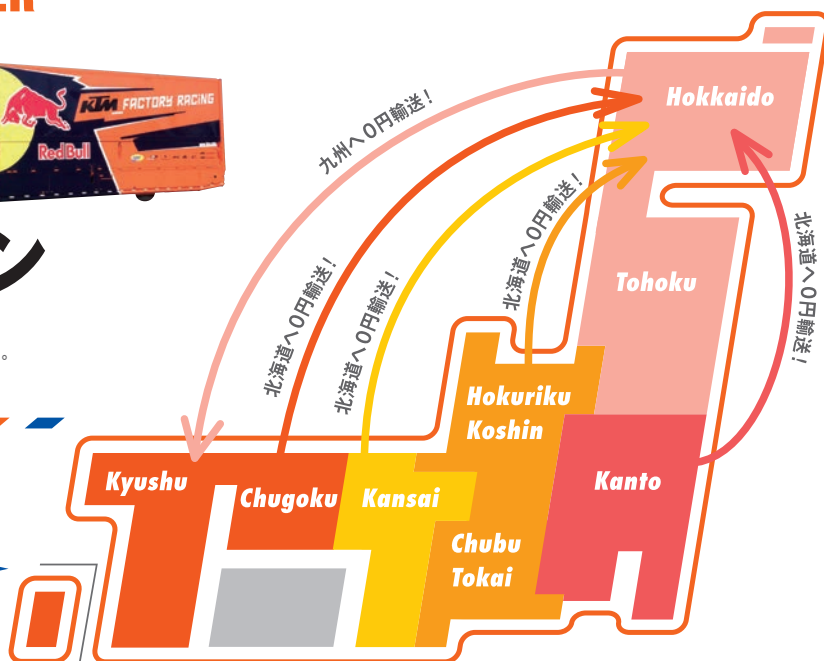 KTM FACTORY RACING
Red Bull
九州へ0円輸送！
北海道へ0円輸送！
北海道へ0円輸送！
北海道へ0円輸送！
北海道へ0円輸送！
Hokkaido
Tohoku
Hokuriku
Koshin
Kanto
Kyushu
Chugoku
Kansai
Chubu
Tokai
。